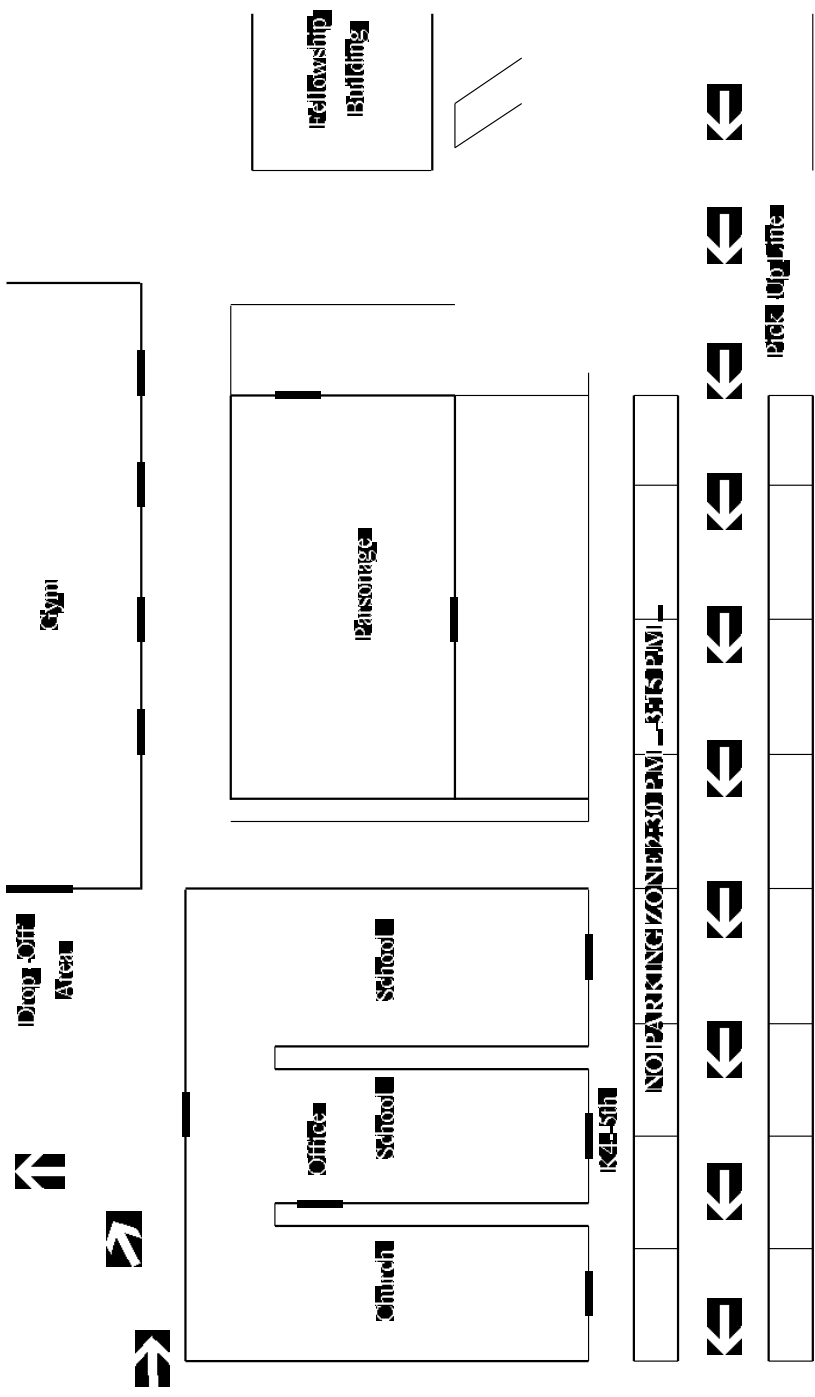 Fellowship
Building
Pick -Up Line
Gym
Parsonage
NO PARKING ZONE 2:30 P.M. – 3:15 P.M.
Drop -Off
Area
School
School
Office
K4- 5th
Church